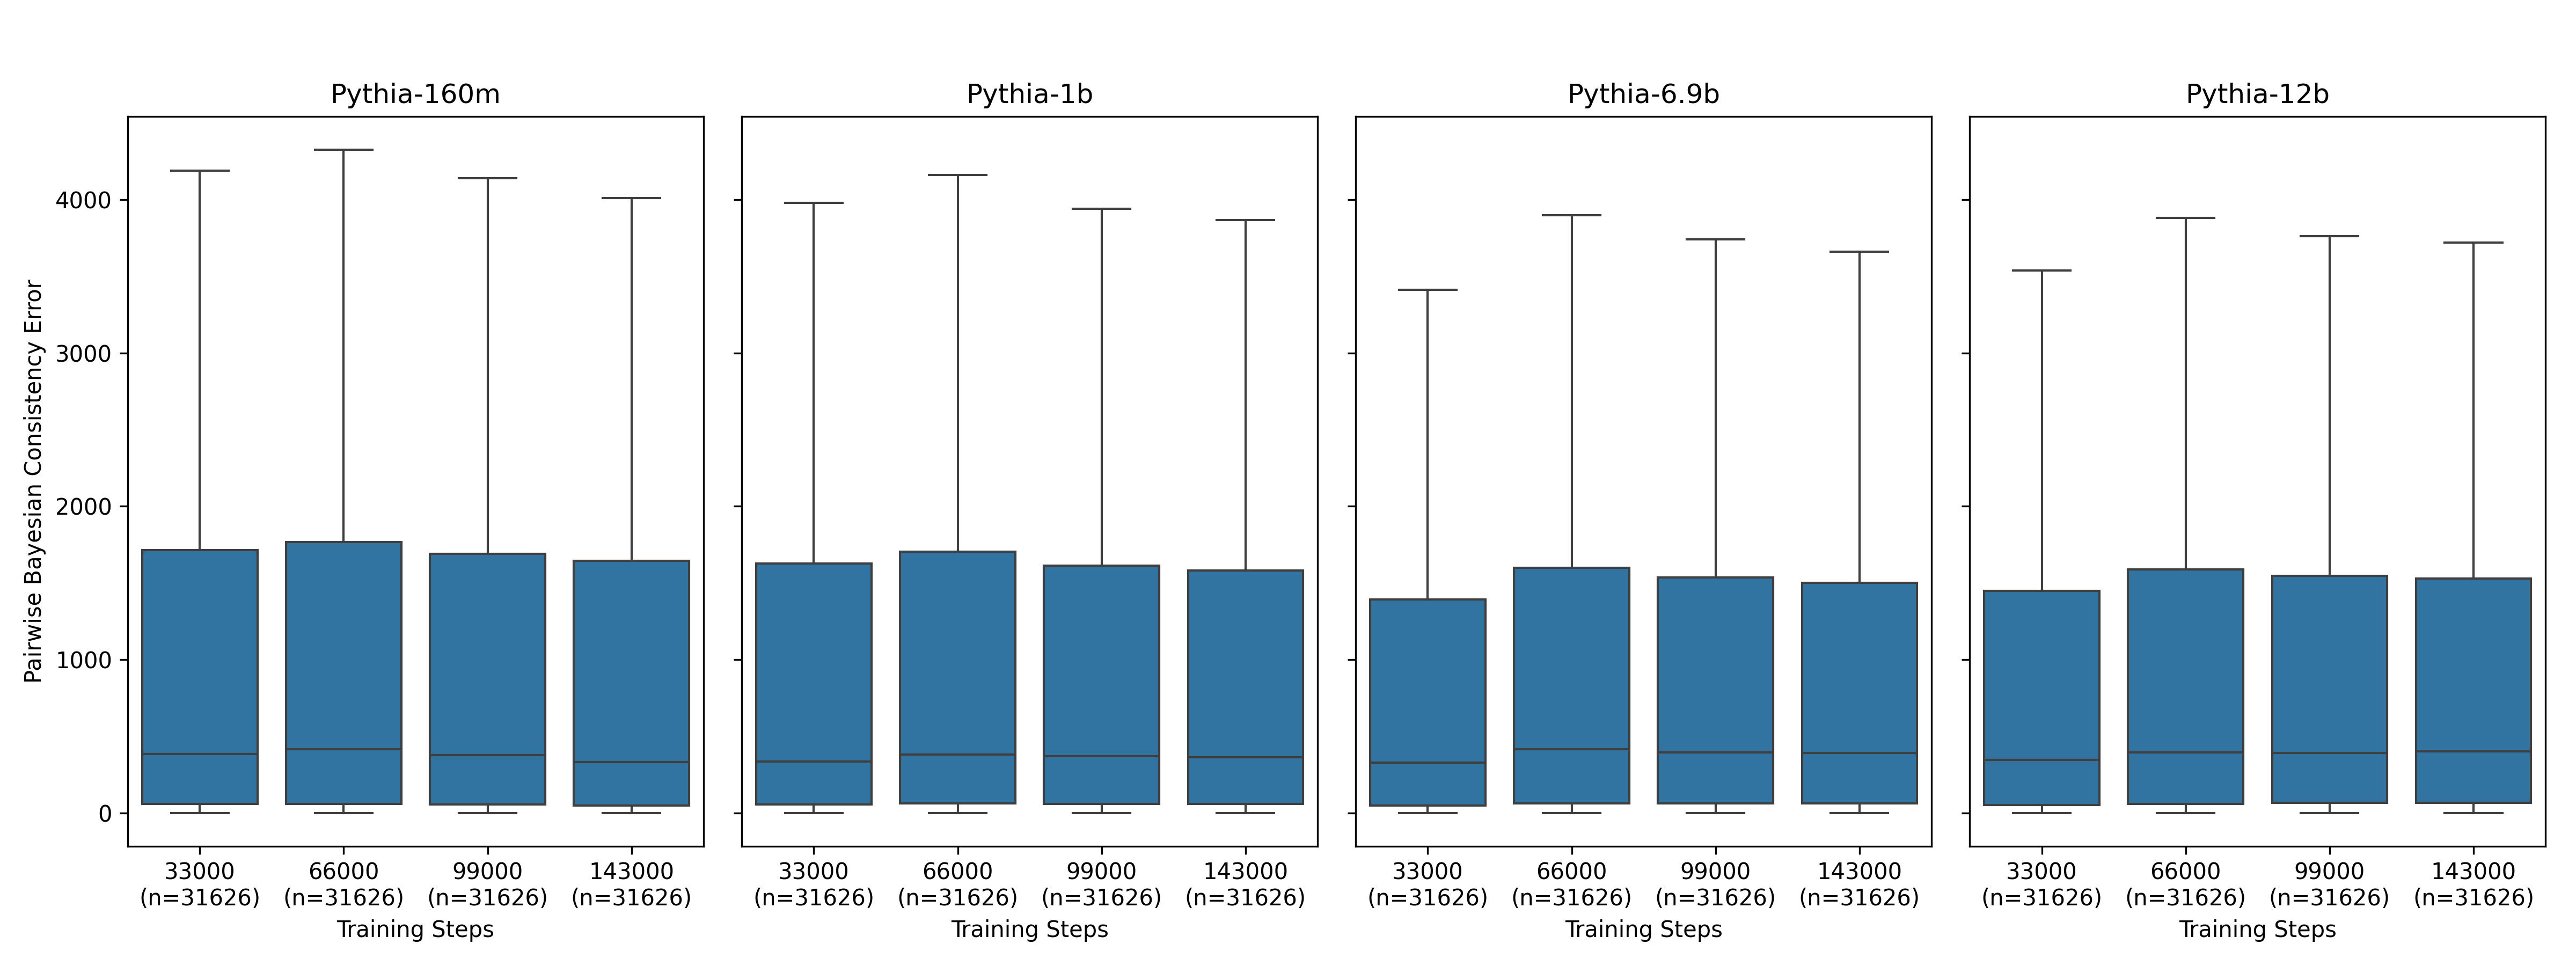 Pythia-160m
Pythia-1b
Pythia-6.9b
Pythia-12b
Pairwise Bayesian Consistency Error
4000
3000
2000
1000
0
33000 66000 99000 143000
(n=31626) (n=31626) (n=31626) (n=31626)
Training Steps
33000 66000 99000 143000
(n=31626) (n=31626) (n=31626) (n=31626)
Training Steps
33000 66000 99000 143000
(n=31626) (n=31626) (n=31626) (n=31626)
Training Steps
33000 66000 99000 143000
(n=31626) (n=31626) (n=31626) (n=31626)
Training Steps